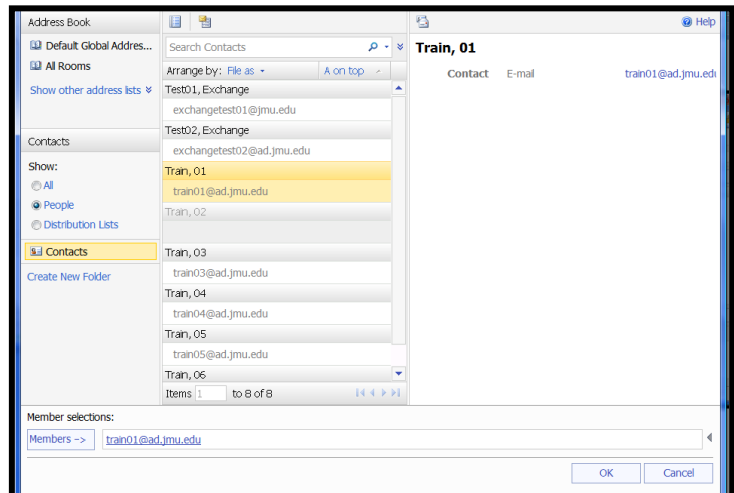 Address Book
Default Global Addres...
All Rooms
Show other address lists
Contacts
Show:
All
People
Distribution Lists
Contacts
Create New Folder
Search Contacts
Arrange by: File as A on top
Test01, Exchange
exchangetest01@jmu.edu
Test02, Exchange
exchangetest02@ad.jmu.edu
Train, 01
train01@ad.jmu.edu
Train, 02
Train, 03
train03@ad.jmu.edu
Train, 04
train04@ad.jmu.edu
Train, 05
train05@ad.jmu.edu
Train, 06
Items 1 to 8 of 8
Help
Train, 01
Contact E-mail train01@ad.jmu.edu
Member selections:
Members -> train01@ad.jmu.edu
OK Cancel